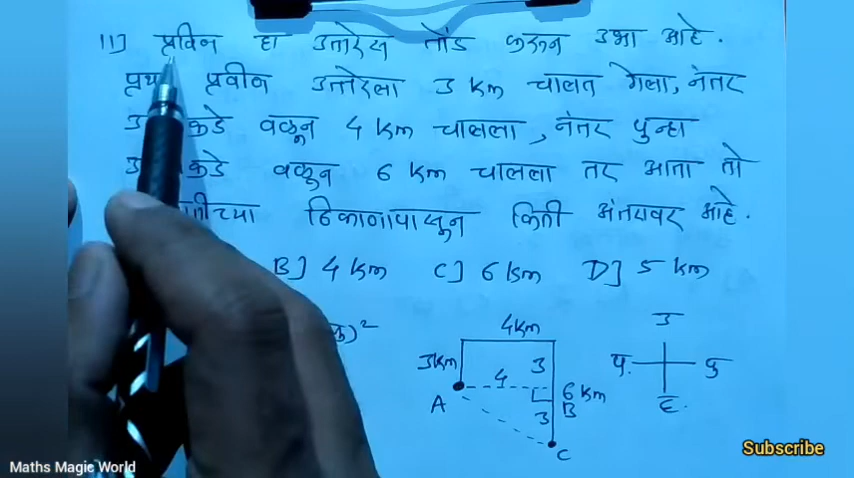 11] प्रविन हा उत्तरेस तोंड करून उभा आहे.
प्रवीन उत्तरेला 3 Km चालत गेला, नंतर
वळून 4 Km चालला, नंतर पुन्हा
वळून 6 Km चालला तर आता तो
ठिकाणापासून किती अंतरावर आहे.
B] 4 Km C] 6 Km D] 5 Km
)²
4Km
3Km 3
4
A
6 Km
B
3
C
उ
प. पु
द.
Subscribe
Maths Magic World